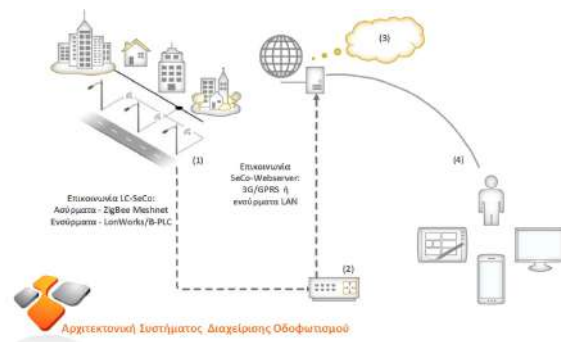 (3)
(1)
Επικοινωνία
SeCo-Webserver:
3G/GPRS ή
ενσύρματα LAN
(4)
Επικοινωνία LC-SeCo:
Ασύρματα - ZigBee Meshnet
Ενσύρματα - LonWorks/B-PLC
(2)
Αρχιτεκτονική Συστήματος Διαχείρισης Οδοφωτισμού